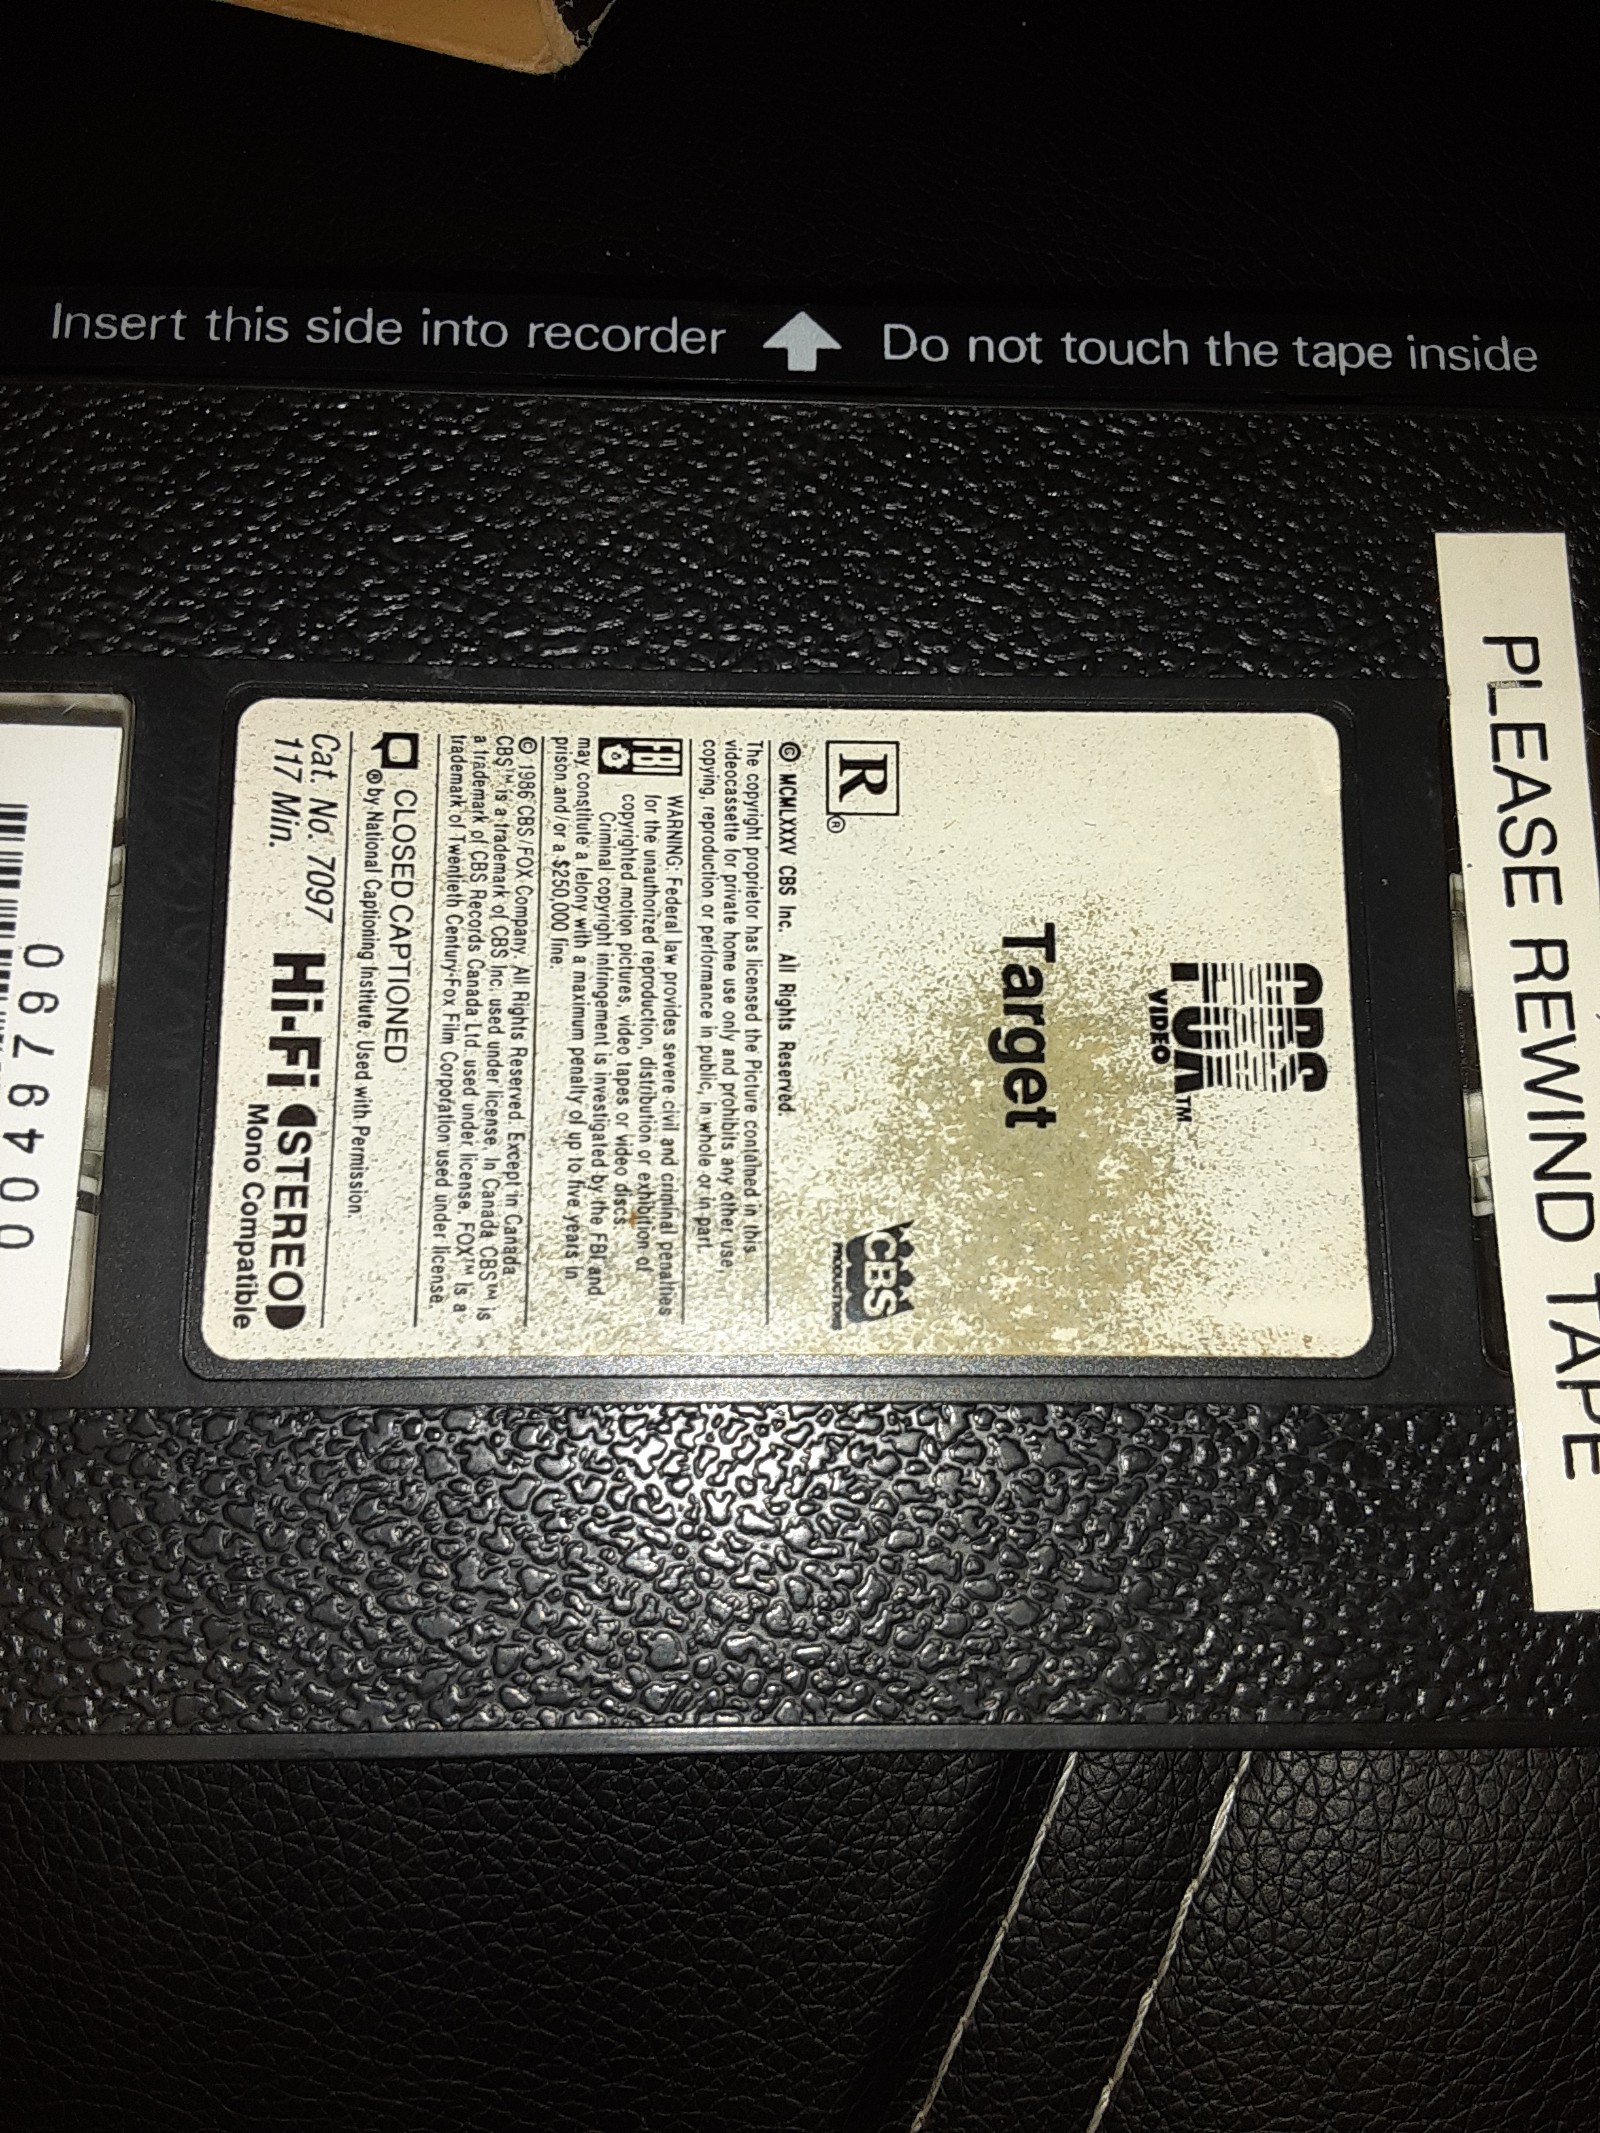 Insert this side into recorder
Do not touch the tape inside
PLEASE REWIND TAPE
CBS
FOX™
VIDEO
Target
R®
CBS
PRODUCTIONS
© MCMLXXXV CBS Inc. All Rights Reserved.
The copyright proprietor has licensed the Picture contained in this
videocassette for private home use only and prohibits any other use,
copying, reproduction or performance in public, in whole or in part.
FBI
WARNING: Federal law provides severe civil and criminal penalties
for the unauthorized reproduction, distribution or exhibition of
copyrighted motion pictures, video tapes or video discs.
Criminal copyright infringement is investigated by the FBI and
may constitute a felony with a maximum penalty of up to five years in
prison and/or a $250,000 fine.
© 1986 CBS/FOX Company. All Rights Reserved. Except in Canada,
CBS™ is a trademark of CBS Inc. used under license. In Canada CBS™ is
a trademark of CBS Records Canada Ltd. used under license. FOX™ is a
trademark of Twentieth Century-Fox Film Corporation used under license.
CLOSED CAPTIONED
® by National Captioning Institute. Used with Permission.
Cat. No. 7097
117 Min.
Hi-Fi STEREO
Mono Compatible
06796400